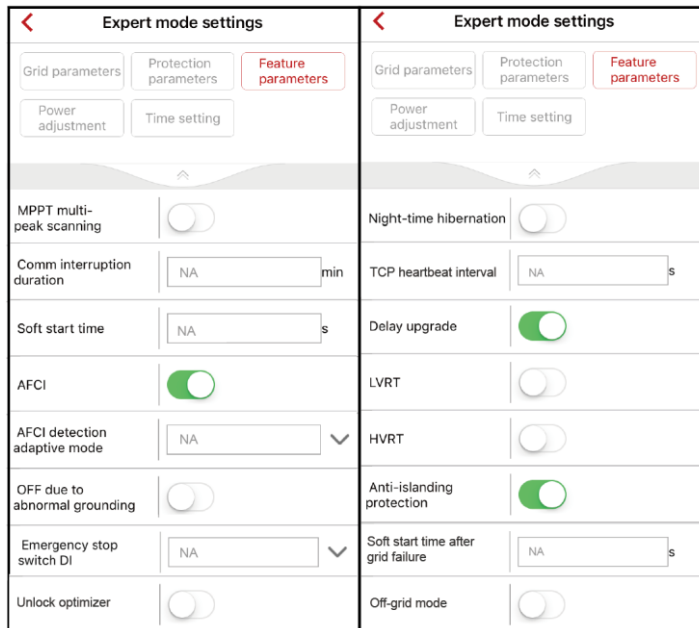 Expert mode settings
Grid parameters
Protection
parameters
Feature
parameters
Power
adjustment
Time setting
MPPT multi-
peak scanning
Comm interruption
duration
NA
min
Soft start time
NA
s
AFCI
AFCI detection
adaptive mode
NA
OFF due to
abnormal grounding
Emergency stop
switch DI
NA
Unlock optimizer
Expert mode settings
Grid parameters
Protection
parameters
Feature
parameters
Power
adjustment
Time setting
Night-time hibernation
TCP heartbeat interval
NA
s
Delay upgrade
LVRT
HVRT
Anti-islanding
protection
Soft start time after
grid failure
NA
s
Off-grid mode